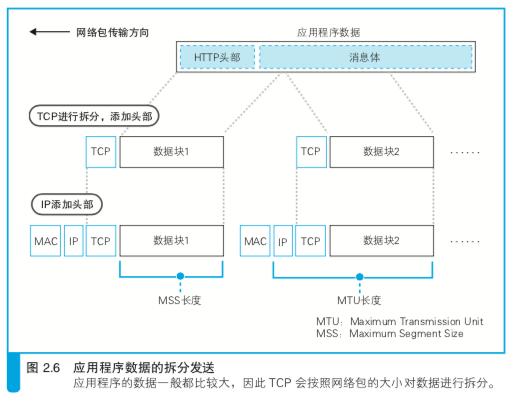 网络包传输方向
应用程序数据
HTTP头部 消息体
TCP进行拆分，添加头部
TCP 数据块1 TCP 数据块2 ······
IP添加头部
MAC IP TCP 数据块1 MAC IP TCP 数据块2 ······
MSS长度 MTU长度
MTU：Maximum Transmission Unit
MSS：Maximum Segment Size
图 2.6 应用程序数据的拆分发送
应用程序的数据一般都比较大，因此 TCP 会按照网络包的大小对数据进行拆分。